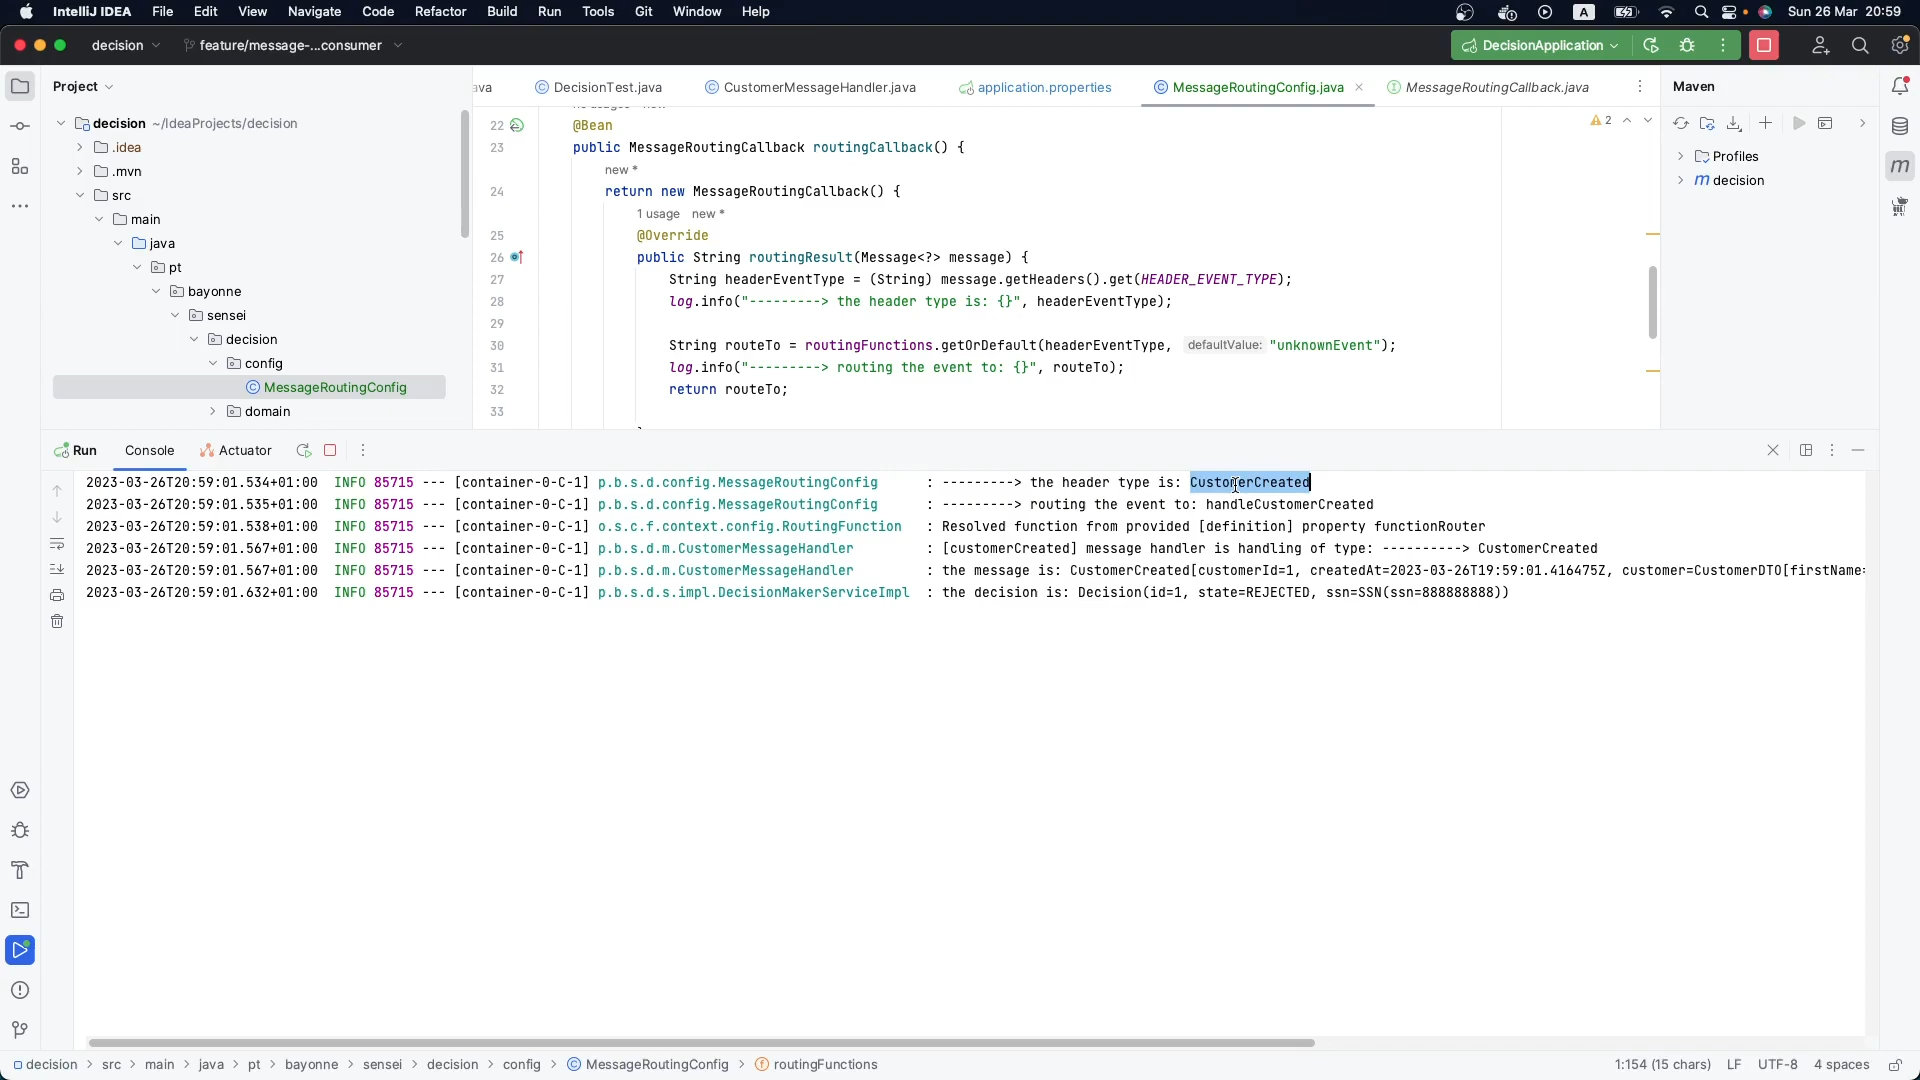 IntelliJ IDEA File Edit View Navigate Code Refactor Build Run Tools Git Window Help A Sun 26 Mar 20:59
decision feature/message-...consumer DecisionApplication
Project
ava DecisionTest.java CustomerMessageHandler.java application.properties MessageRoutingConfig.java MessageRoutingCallback.java
Maven
decision ~/IdeaProjects/decision
.idea
.mvn
src
main
java
pt
bayonne
sensei
decision
config
MessageRoutingConfig
domain
22 @Bean
23 public MessageRoutingCallback routingCallback() {
new *
24 return new MessageRoutingCallback() {
1 usage new *
25 @Override
26 public String routingResult(Message<?> message) {
27 String headerEventType = (String) message.getHeaders().get(HEADER_EVENT_TYPE);
28 log.info("---------> the header type is: {}", headerEventType);
29
30 String routeTo = routingFunctions.getOrDefault(headerEventType, defaultValue: "unknownEvent");
31 log.info("---------> routing the event to: {}", routeTo);
32 return routeTo;
33
2
Profiles
m decision
m
Run Console Actuator
2023-03-26T20:59:01.534+01:00 INFO 85715 --- [container-0-C-1] p.b.s.d.config.MessageRoutingConfig : ---------> the header type is: CustomerCreated
2023-03-26T20:59:01.535+01:00 INFO 85715 --- [container-0-C-1] p.b.s.d.config.MessageRoutingConfig : ---------> routing the event to: handleCustomerCreated
2023-03-26T20:59:01.538+01:00 INFO 85715 --- [container-0-C-1] o.s.c.f.context.config.RoutingFunction : Resolved function from provided [definition] property functionRouter
2023-03-26T20:59:01.567+01:00 INFO 85715 --- [container-0-C-1] p.b.s.d.m.CustomerMessageHandler : [customerCreated] message handler is handling of type: ----------> CustomerCreated
2023-03-26T20:59:01.567+01:00 INFO 85715 --- [container-0-C-1] p.b.s.d.m.CustomerMessageHandler : the message is: CustomerCreated[customerId=1, createdAt=2023-03-26T19:59:01.416475Z, customer=CustomerDTO[firstName=
2023-03-26T20:59:01.632+01:00 INFO 85715 --- [container-0-C-1] p.b.s.d.s.impl.DecisionMakerServiceImpl : the decision is: Decision(id=1, state=REJECTED, ssn=SSN(ssn=888888888))
decision > src > main > java > pt > bayonne > sensei > decision > config > MessageRoutingConfig > routingFunctions 1:154 (15 chars) LF UTF-8 4 spaces